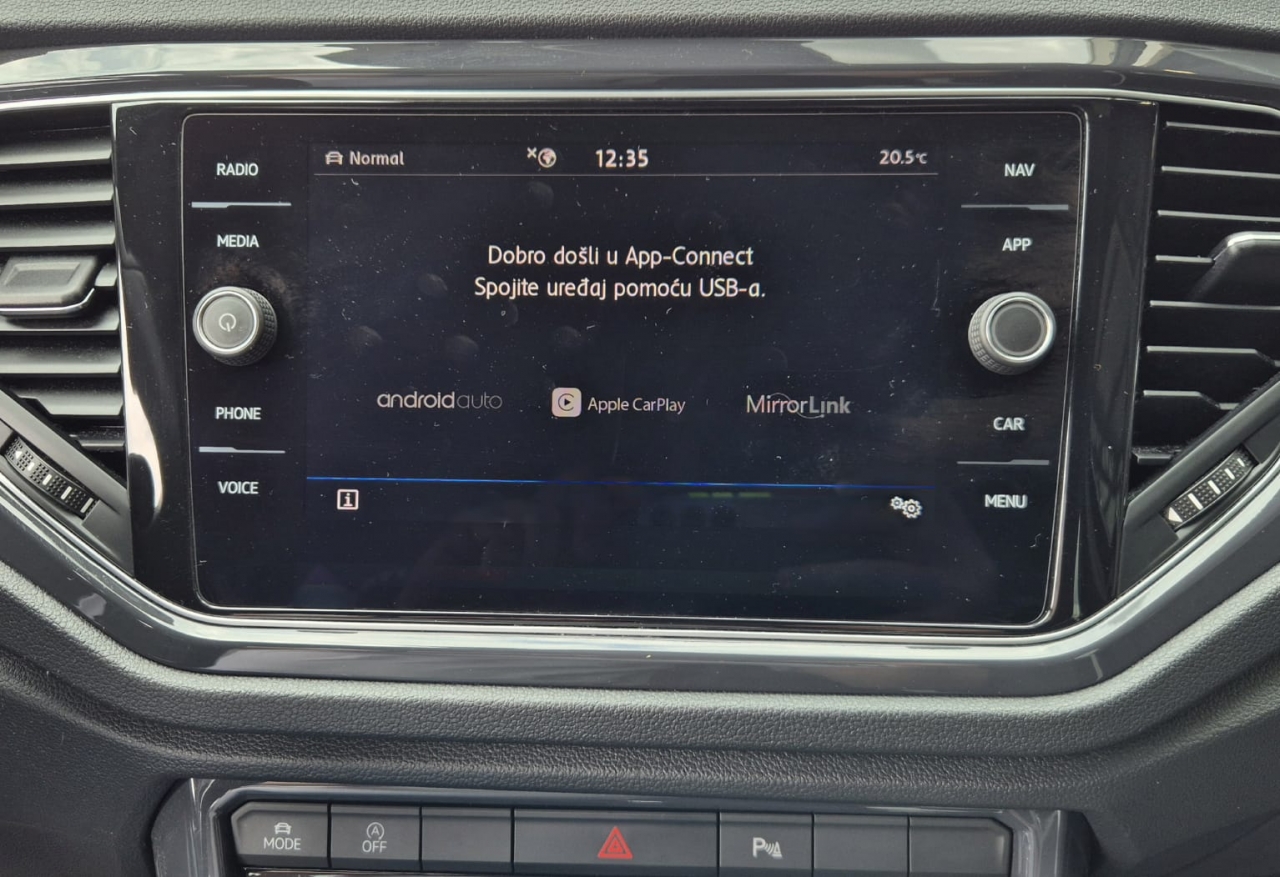 RADIO
MEDIA
PHONE
VOICE
Normal
12:35
20.5°C
Dobro došli u App-Connect
Spojite uređaj pomoću USB-a.
androidauto
Apple CarPlay
MirrorLink
i
NAV
APP
CAR
MENU
MODE
A
OFF
P